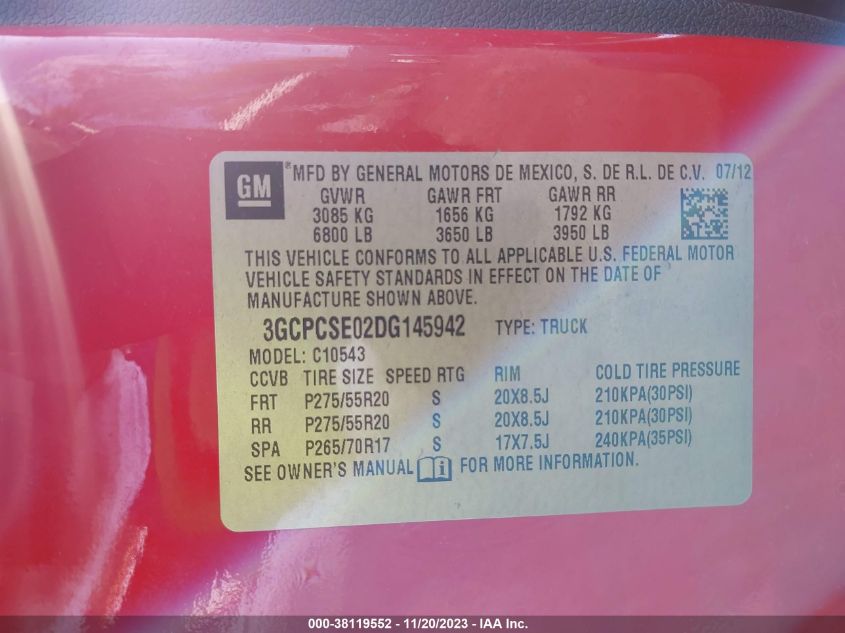 GM
*MFD BY GENERAL MOTORS DE MEXICO, S. DE R.L. DE C.V. 07/12
GVWR GAWR FRT GAWR RR
3085 KG 1656 KG 1792 KG
6800 LB 3650 LB 3950 LB
THIS VEHICLE CONFORMS TO ALL APPLICABLE U.S. FEDERAL MOTOR
VEHICLE SAFETY STANDARDS IN EFFECT ON THE DATE OF
MANUFACTURE SHOWN ABOVE.
3GCPCSE02DG145942 TYPE: TRUCK
MODEL: C10543
CCVB TIRE SIZE SPEED RTG RIM COLD TIRE PRESSURE
FRT P275/55R20 S 20X8.5J 210KPA(30PSI)
RR P275/55R20 S 20X8.5J 210KPA(30PSI)
SPA P265/70R17 S 17X7.5J 240KPA(35PSI)
SEE OWNER'S MANUAL FOR MORE INFORMATION.
000-38119552 - 11/20/2023 - IAA Inc.